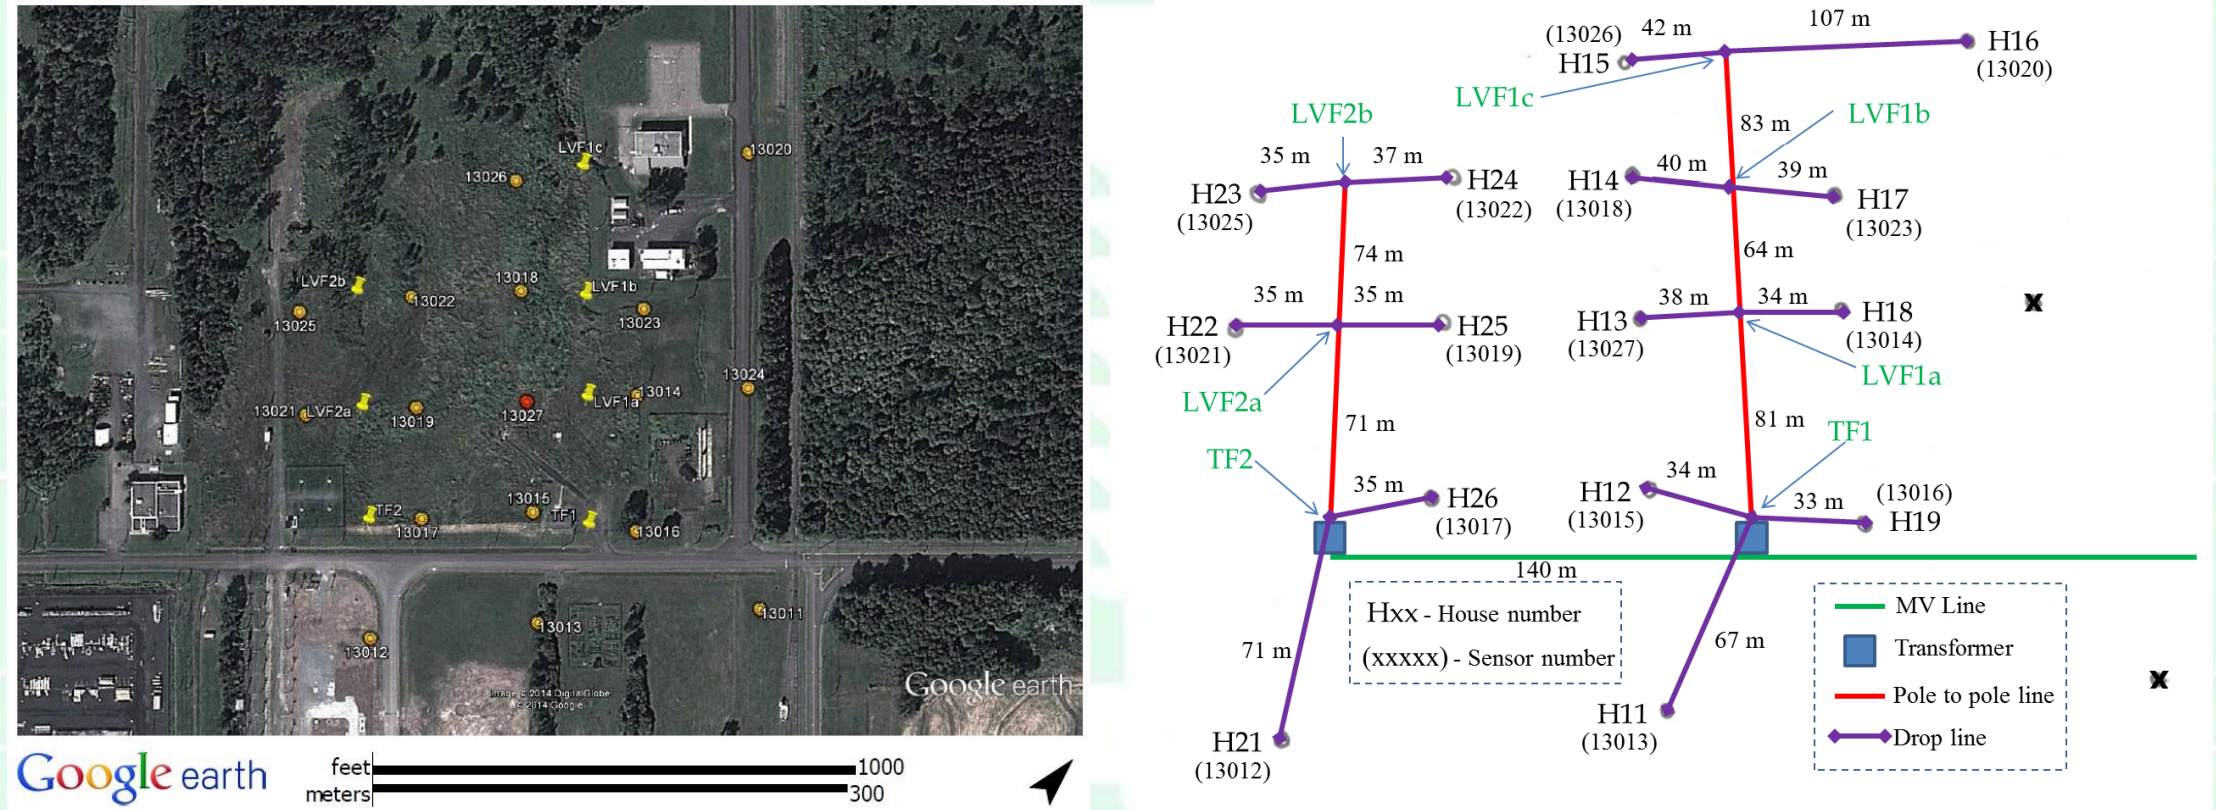 LVF1c
13020
13026
LVF2b
13018
LVF1b
13022
13025
13023
13024
13021
LVF2a
13019
13027
LVF1a
13014
13015
TF2
TF1
13017
13016
13011
13013
13012
Image © 2014 DigitalGlobe
© 2014 Google
Google earth
Google earth
feet
1000
meters
300
(13026)
42 m
107 m
H15
H16
(13020)
LVF1c
LVF2b
83 m
LVF1b
35 m
37 m
40 m
39 m
H23
(13025)
H24
(13022)
H14
(13018)
H17
(13023)
74 m
64 m
35 m
35 m
38 m
34 m
H22
(13021)
H25
(13019)
H13
(13027)
H18
(13014)
LVF2a
LVF1a
71 m
81 m
TF2
TF1
35 m
34 m
33 m
H26
(13017)
H12
(13015)
(13016)
H19
x
140 m
Hxx - House number
(xxxxx) - Sensor number
MV Line
Transformer
Pole to pole line
Drop line
71 m
67 m
x
H21
(13012)
H11
(13013)